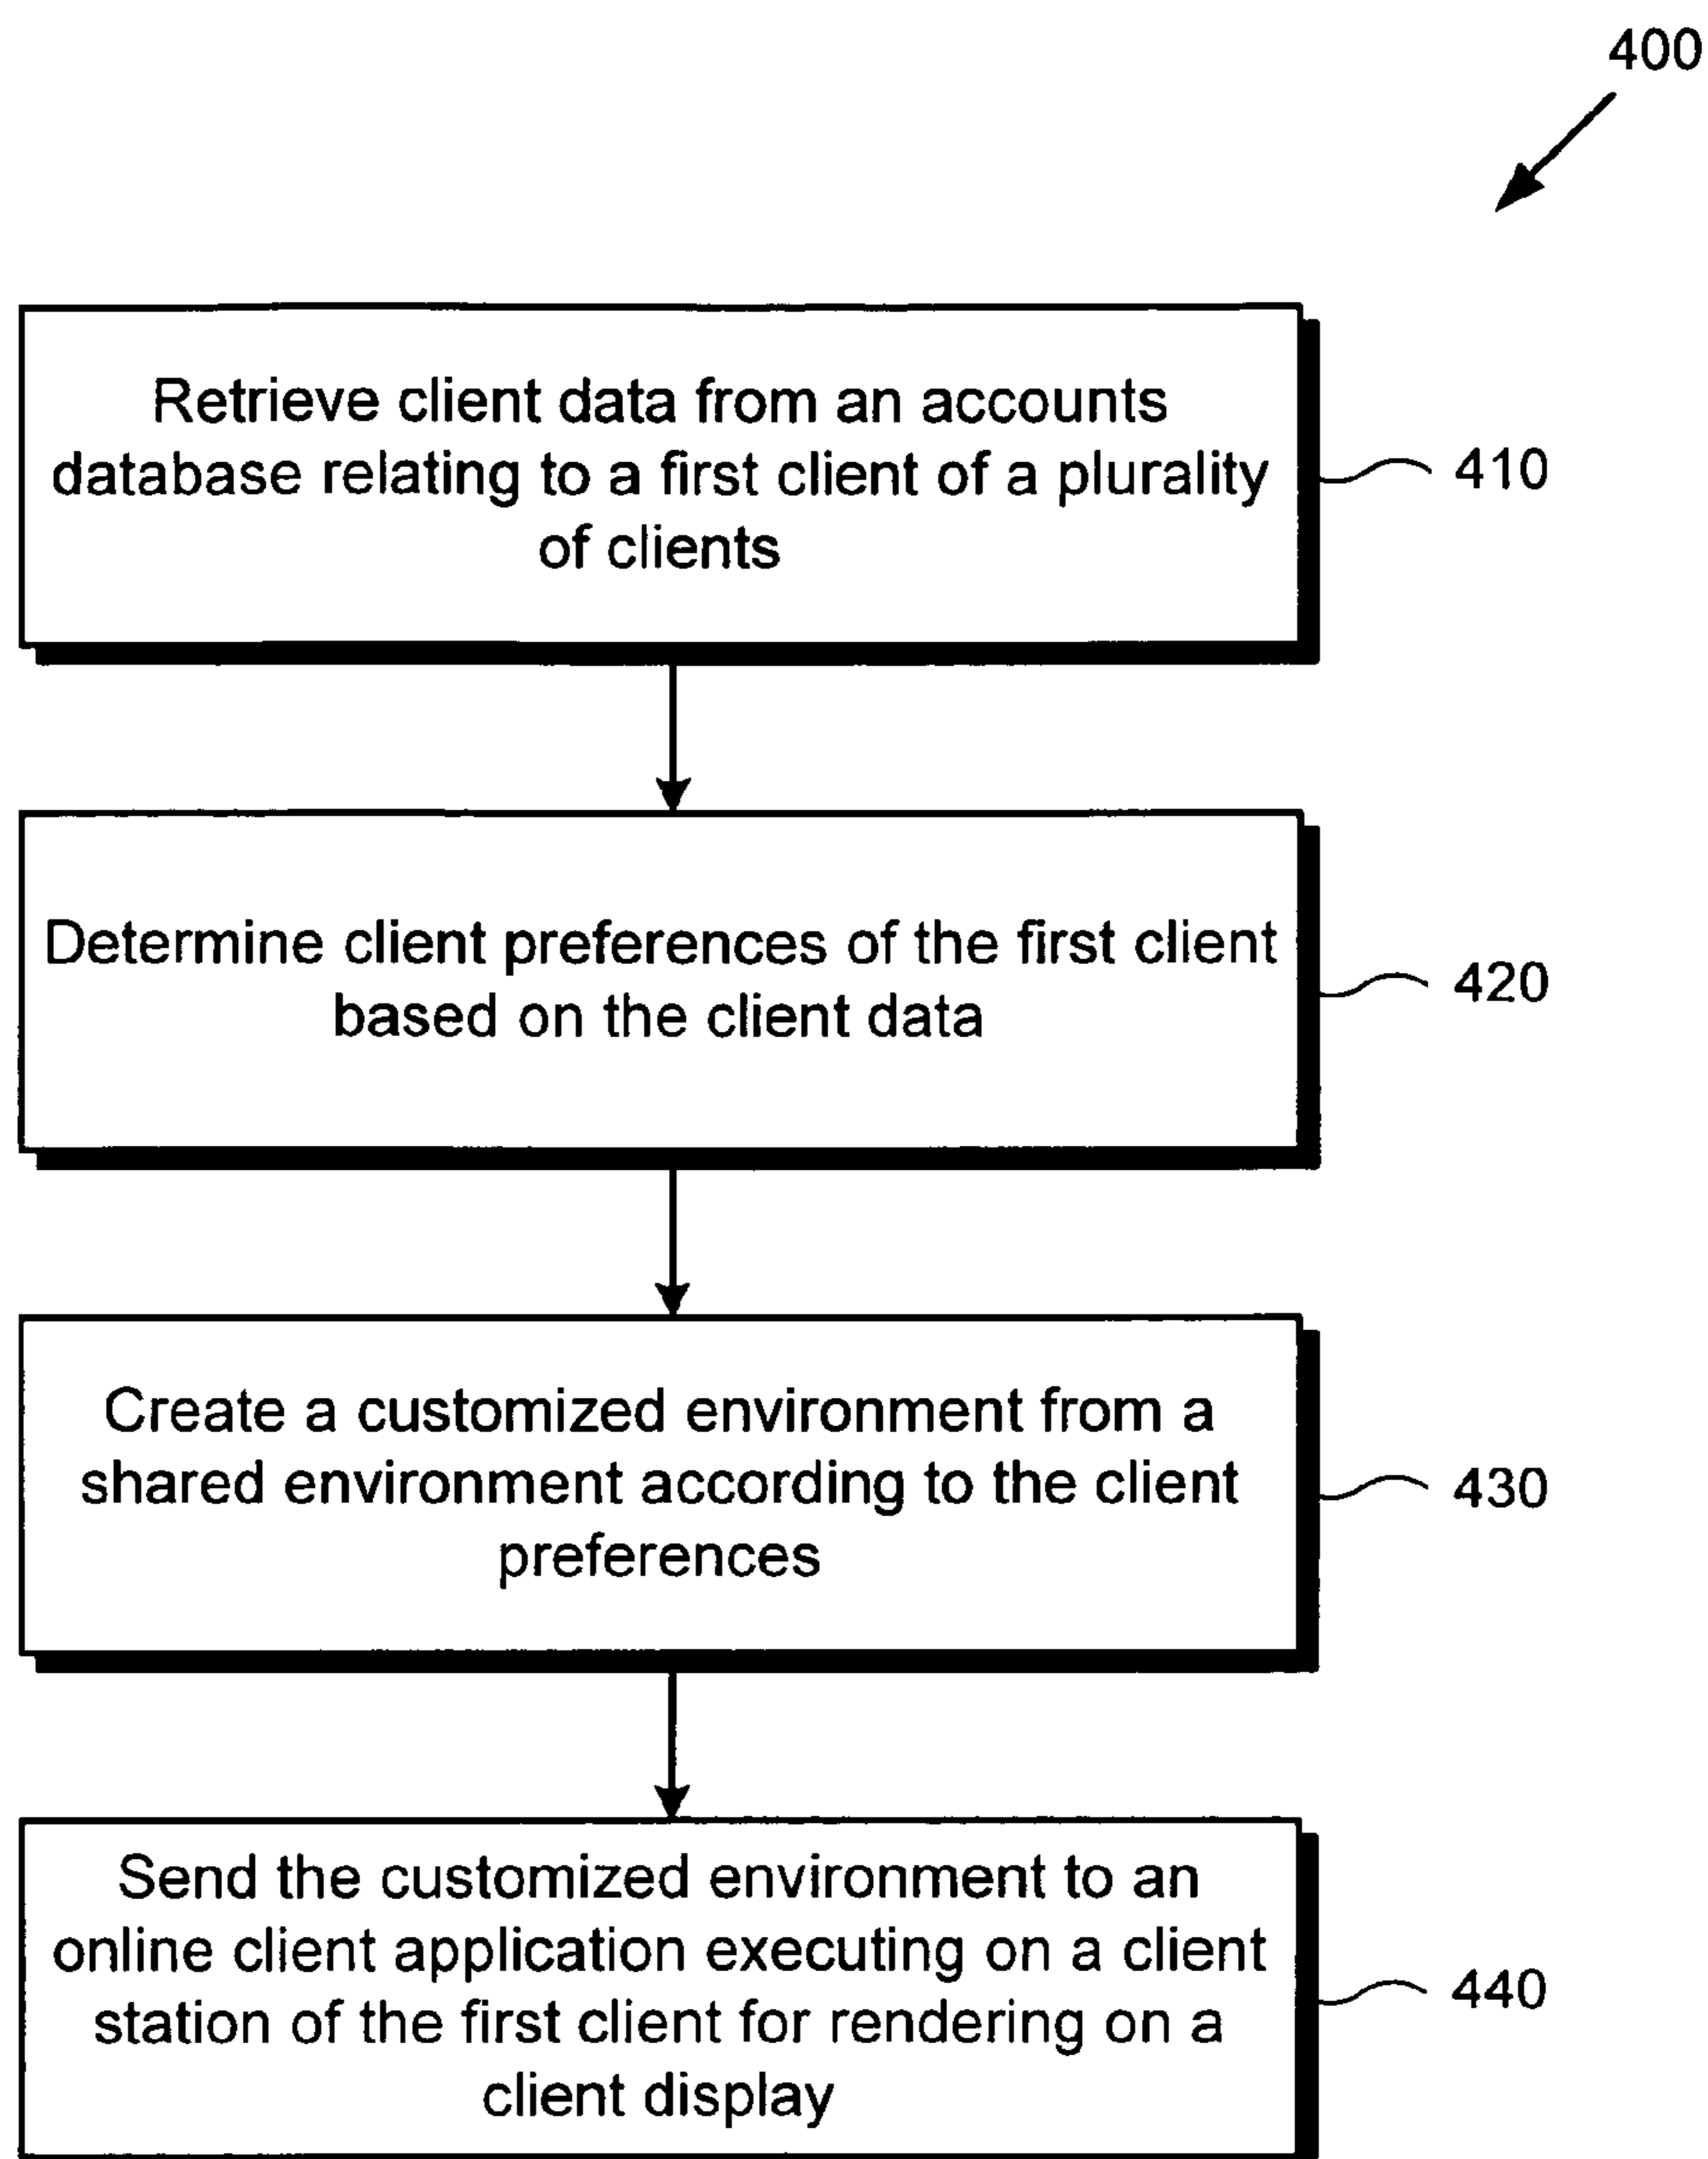 400
Retrieve client data from an accounts
database relating to a first client of a plurality
of clients
410
Determine client preferences of the first client
based on the client data
420
Create a customized environment from a
shared environment according to the client
preferences
430
Send the customized environment to an
online client application executing on a client
station of the first client for rendering on a
client display
440